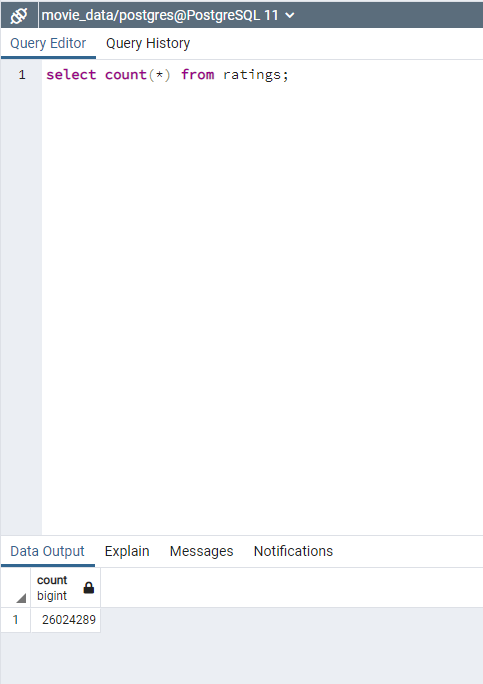 movie_data/postgres@PostgreSQL 11
Query Editor Query History
1 select count(*) from ratings;
Data Output Explain Messages Notifications
count
bigint
1 26024289